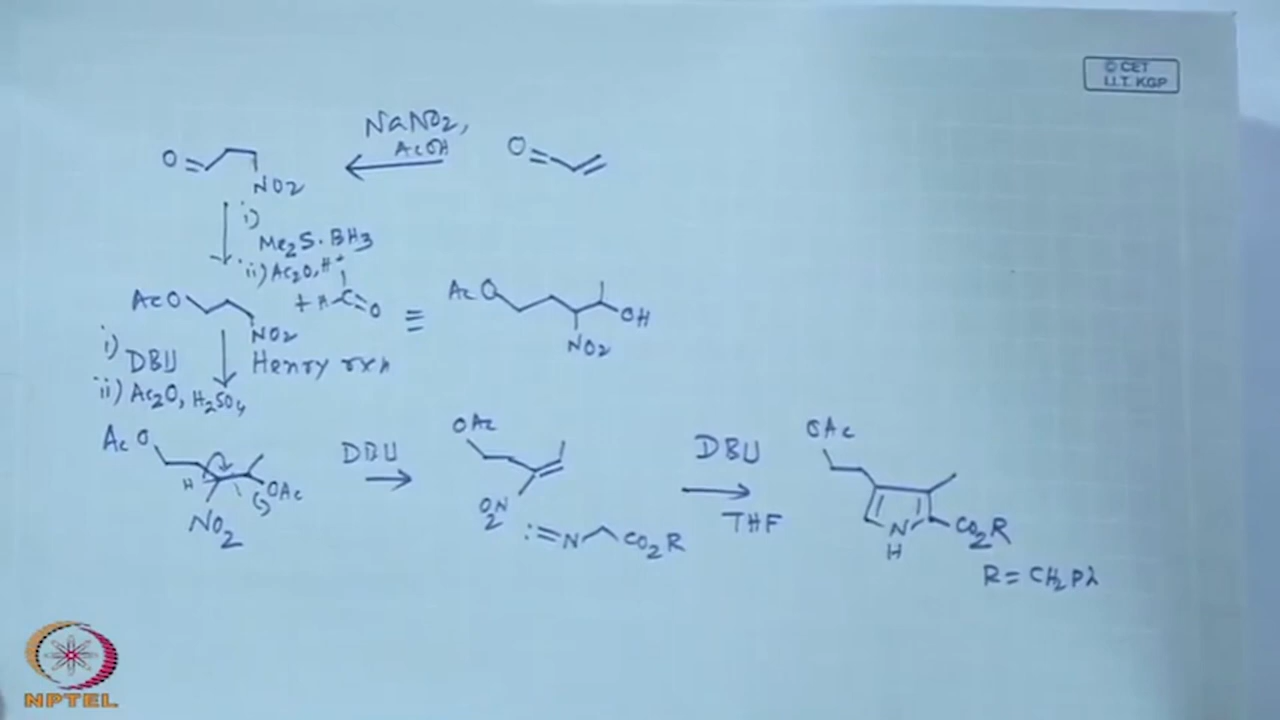 © CET
I.I.T. KGP
NaNO2,
AcOH
O
O
NO2
i)
Me2S·BH3
ii) Ac2O, H+
AcO
+ H C O
≡
AcO
OH
NO2
NO2
i)
DBU
Henry rxn
ii) Ac2O, H2SO4
AcO
H
OAc
NO2
DBU
OAc
O2N
:=N CO2R
DBU
THF
OAc
N
H
CO2R
R = CH2Ph
NPTEL